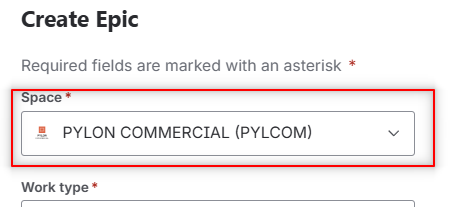 Create Epic
Required fields are marked with an asterisk *
Space *
PYLON COMMERCIAL (PYLCOM)
Work type *